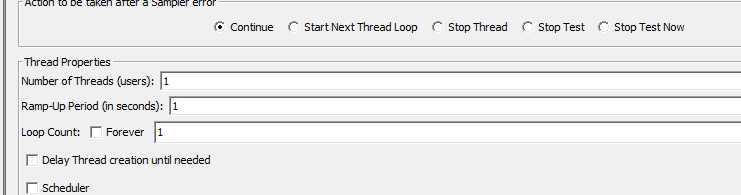 Action to be taken after a Sampler error
Continue Start Next Thread Loop Stop Thread Stop Test Stop Test Now
Thread Properties
Number of Threads (users): 1
Ramp-Up Period (in seconds): 1
Loop Count: Forever 1
Delay Thread creation until needed
Scheduler